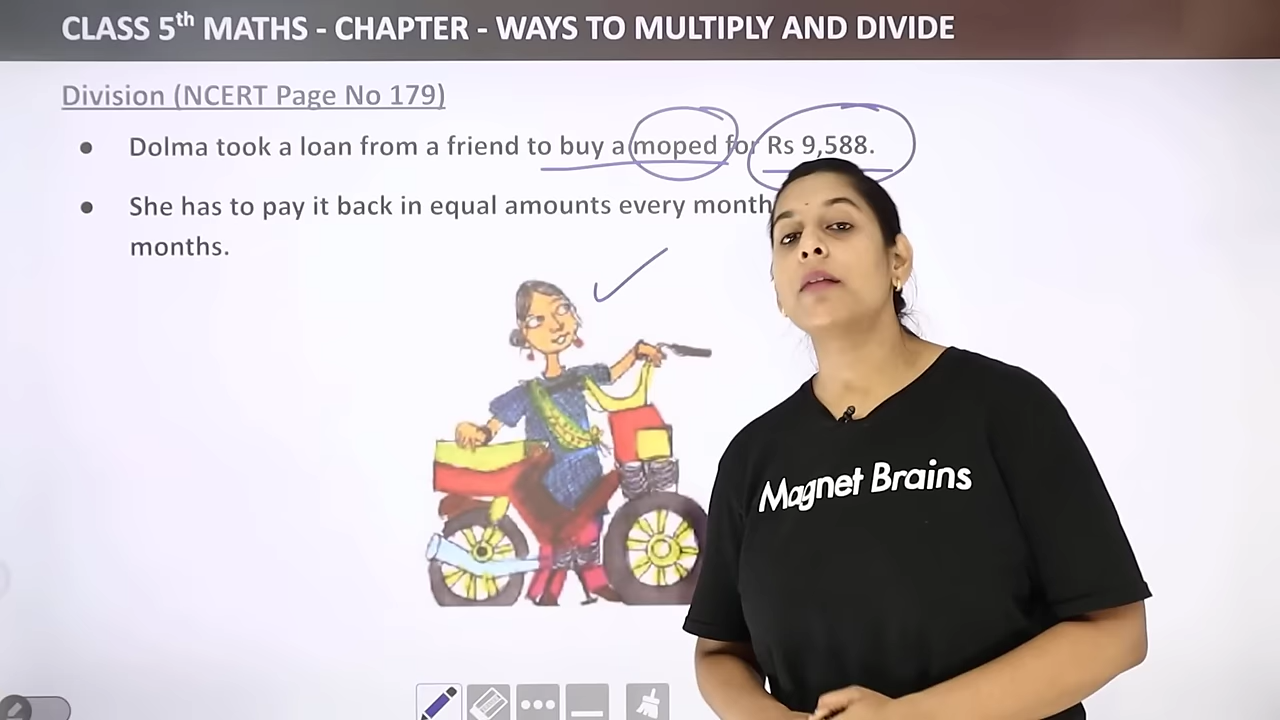 CLASS 5th MATHS - CHAPTER - WAYS TO MULTIPLY AND DIVIDE
Division (NCERT Page No 179)
• Dolma took a loan from a friend to buy a moped for Rs 9,588.
• She has to pay it back in equal amounts every month
months.
Magnet Brains